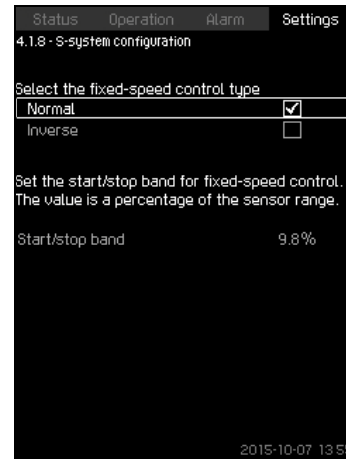 Status Operation Alarm Settings
4.1.8 - S-system configuration
Select the fixed-speed control type
Normal
Inverse
Set the start/stop band for fixed-speed control.
The value is a percentage of the sensor range.
Start/stop band 9.8%
2015-10-07 13:55